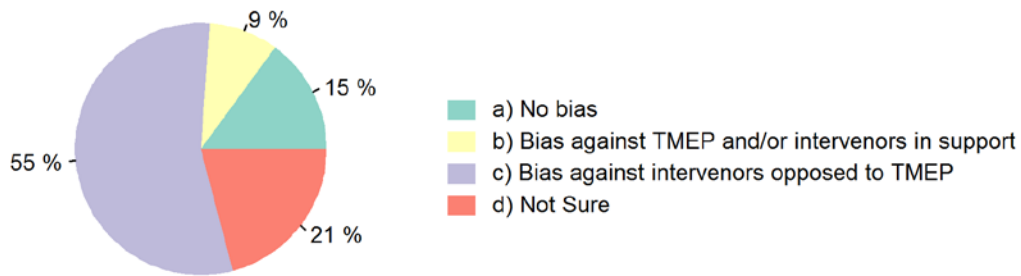 9 %
15 %
55 %
21 %
a) No bias
b) Bias against TMEP and/or intervenors in support
c) Bias against intervenors opposed to TMEP
d) Not Sure